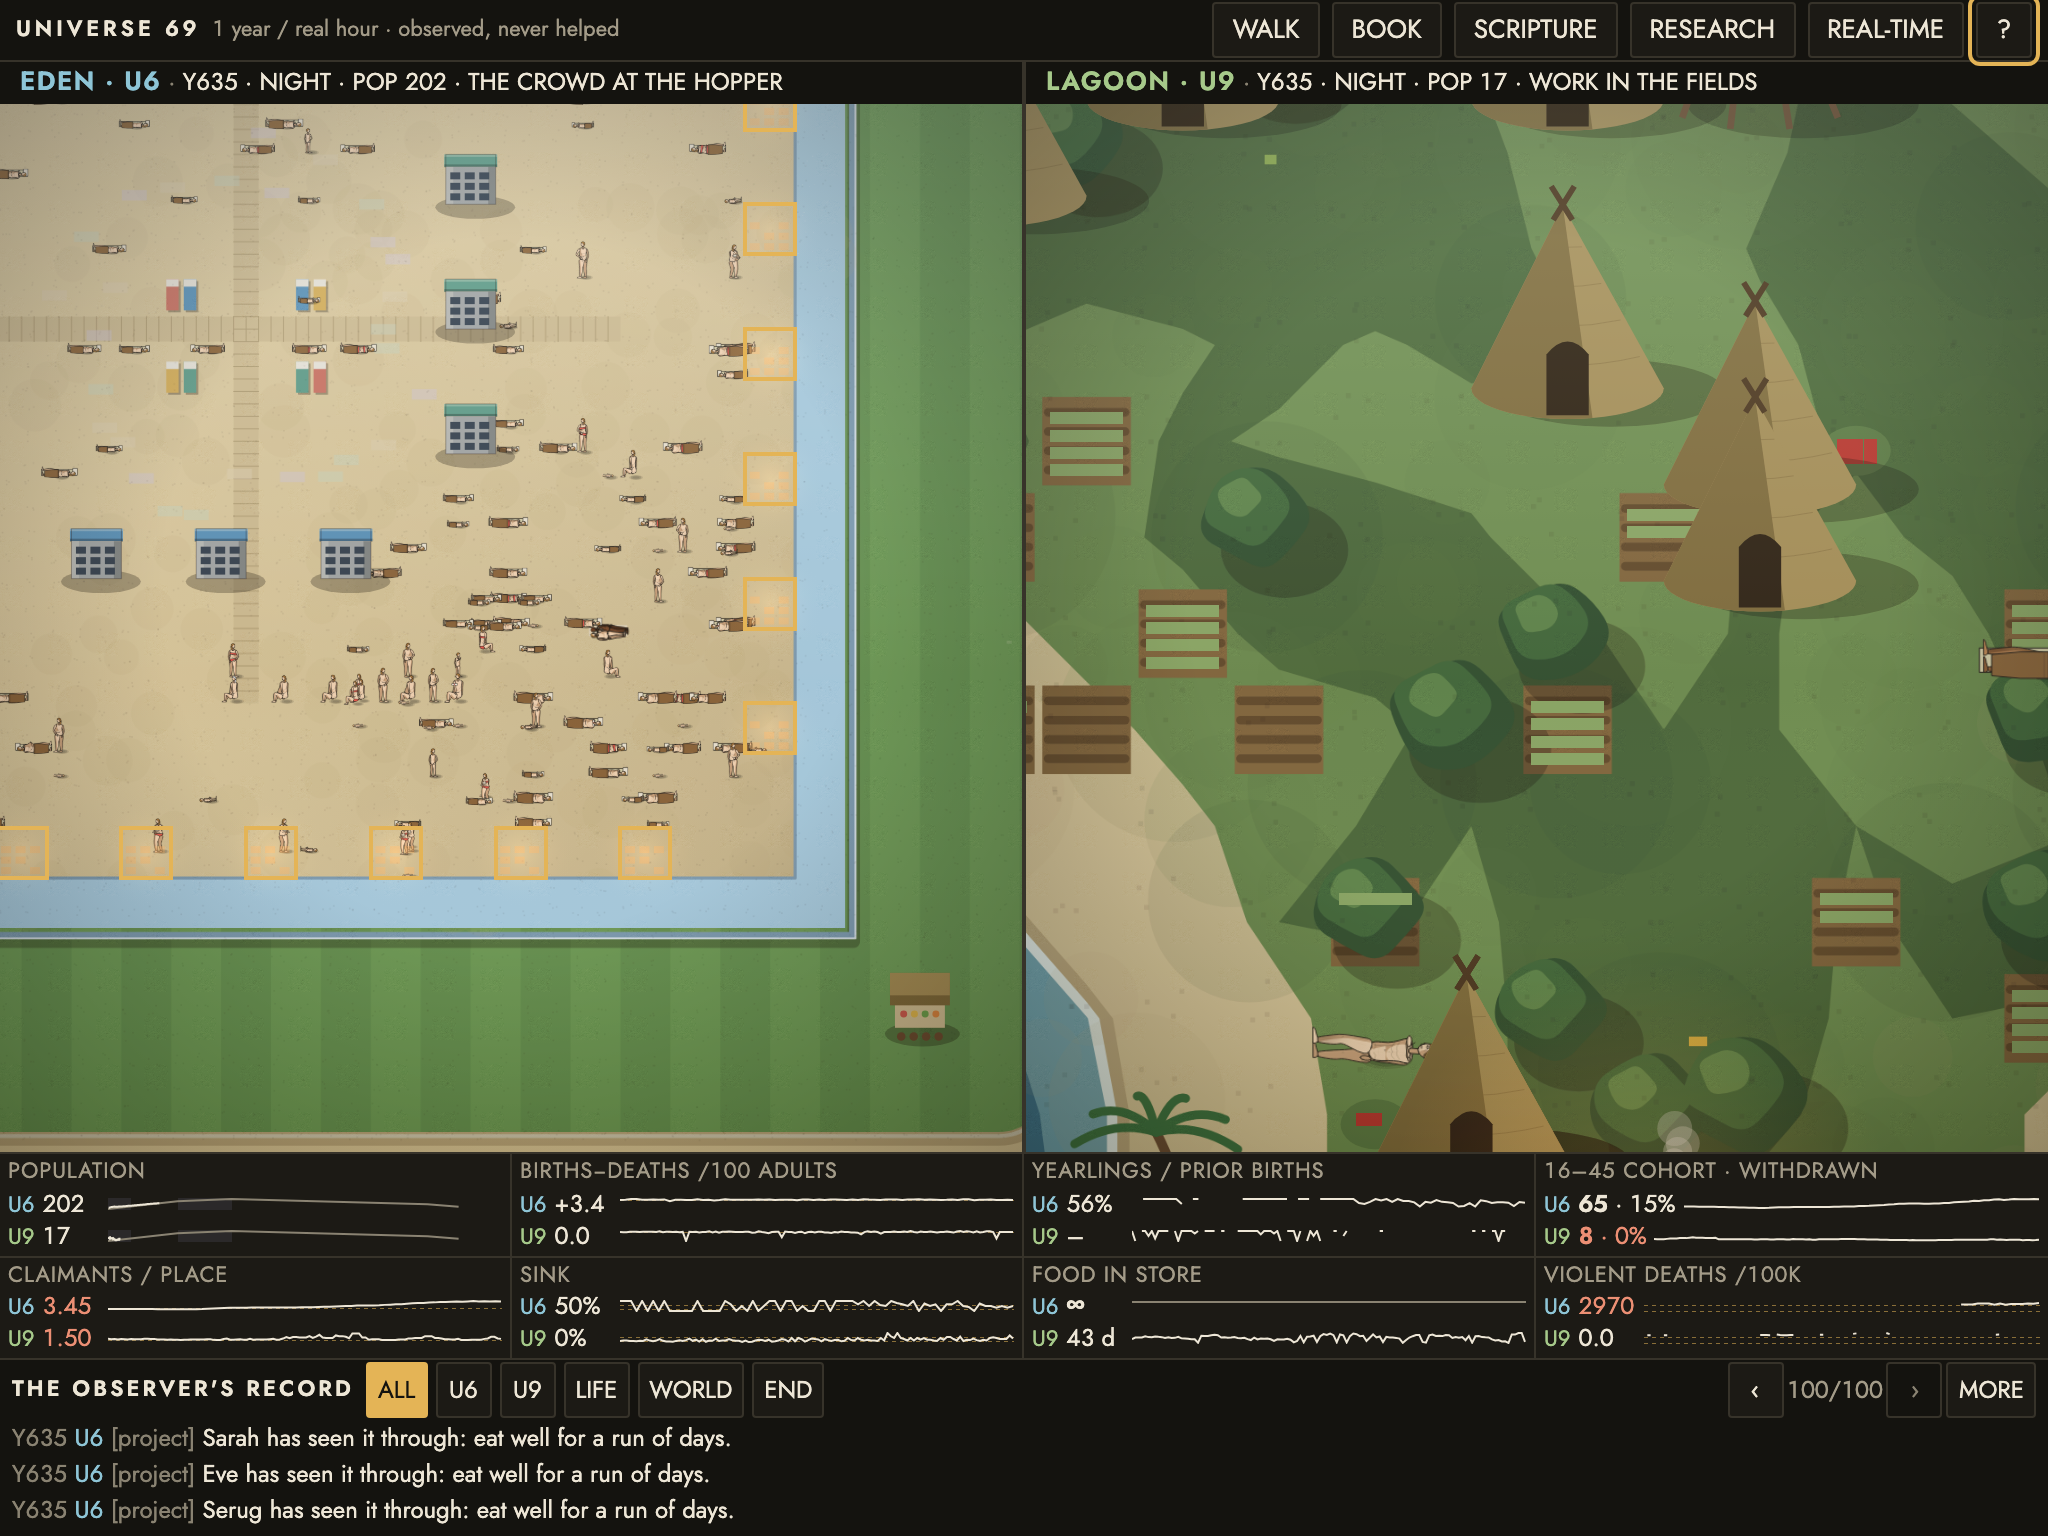 UNIVERSE 69 1 year / real hour · observed, never helped WALK BOOK SCRIPTURE RESEARCH REAL-TIME ?
EDEN · U6 · Y635 · NIGHT · POP 202 · THE CROWD AT THE HOPPER
LAGOON · U9 · Y635 · NIGHT · POP 17 · WORK IN THE FIELDS
POPULATION
U6 202
U9 17
BIRTHS–DEATHS /100 ADULTS
U6 +3.4
U9 0.0
YEARLINGS / PRIOR BIRTHS
U6 56%
U9 –
16–45 COHORT · WITHDRAWN
U6 65 · 15%
U9 8 · 0%
CLAIMANTS / PLACE
U6 3.45
U9 1.50
SINK
U6 50%
U9 0%
FOOD IN STORE
U6 ∞
U9 43 d
VIOLENT DEATHS /100K
U6 2970
U9 0.0
THE OBSERVER'S RECORD ALL U6 U9 LIFE WORLD END ‹ 100/100 › MORE
Y635 U6 [project] Sarah has seen it through: eat well for a run of days.
Y635 U6 [project] Eve has seen it through: eat well for a run of days.
Y635 U6 [project] Serug has seen it through: eat well for a run of days.